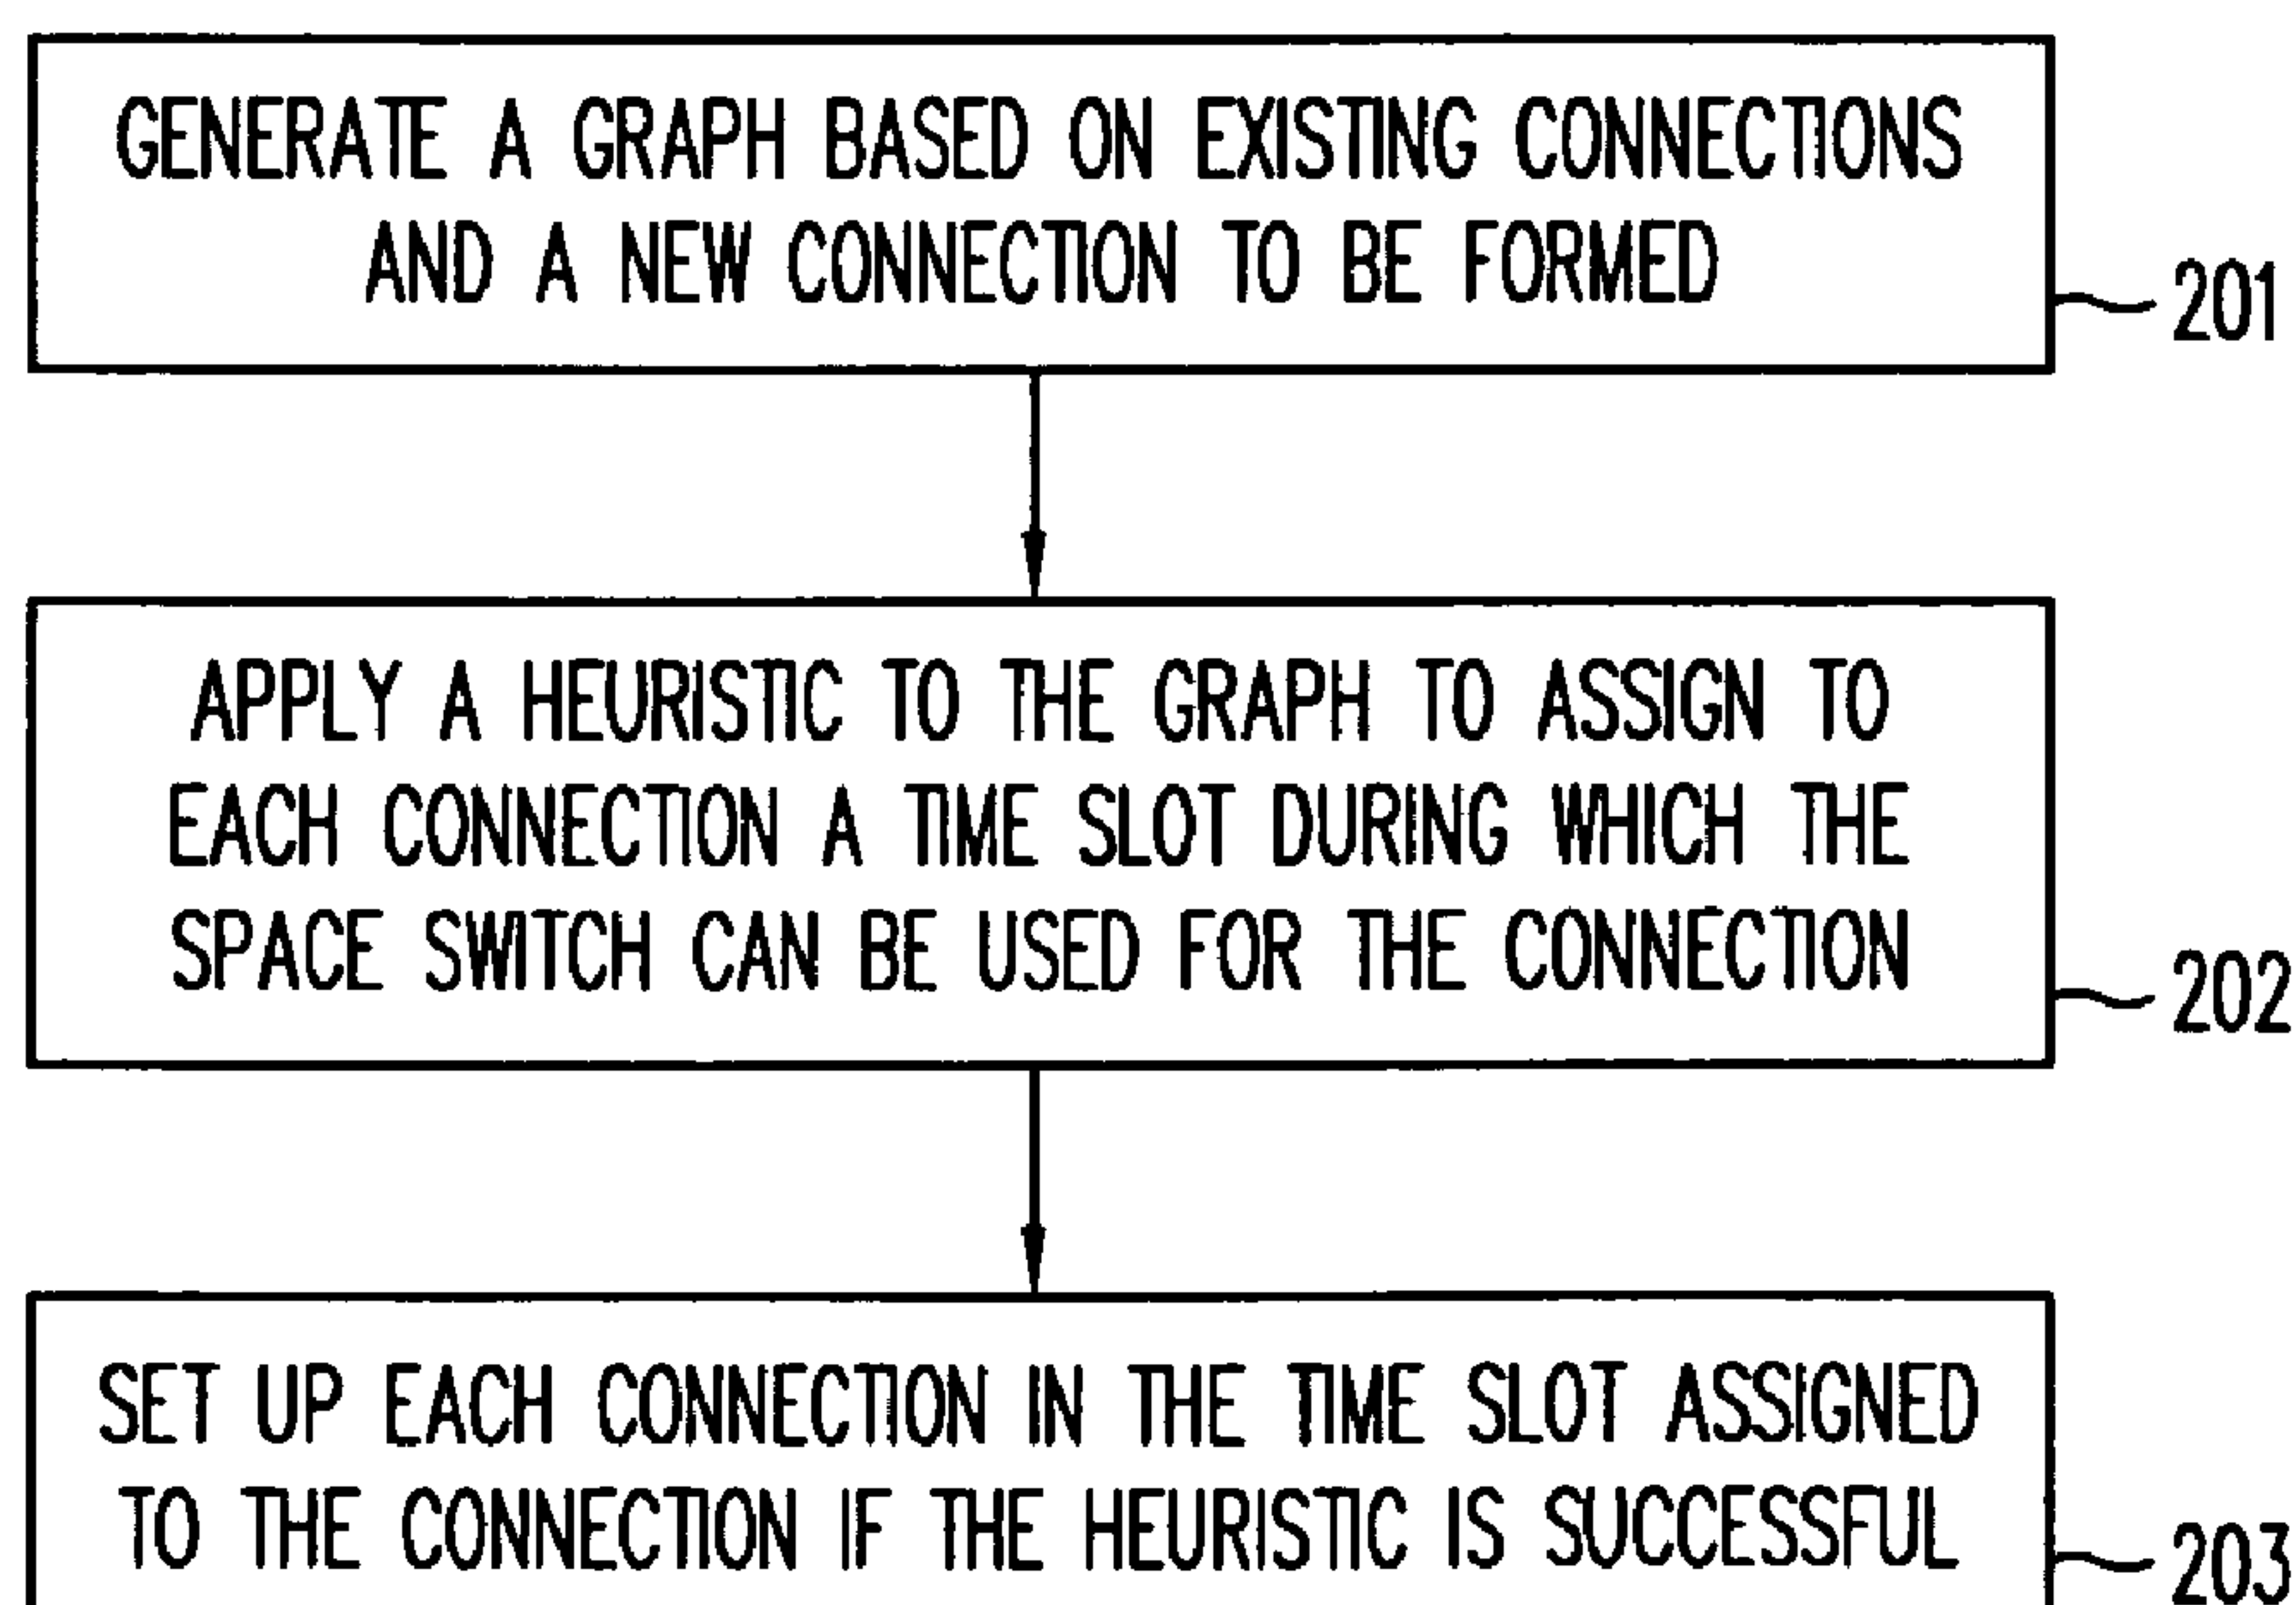 GENERATE A GRAPH BASED ON EXISTING CONNECTIONS
AND A NEW CONNECTION TO BE FORMED
201
APPLY A HEURISTIC TO THE GRAPH TO ASSIGN TO
EACH CONNECTION A TIME SLOT DURING WHICH THE
SPACE SWITCH CAN BE USED FOR THE CONNECTION
202
SET UP EACH CONNECTION IN THE TIME SLOT ASSIGNED
TO THE CONNECTION IF THE HEURISTIC IS SUCCESSFUL
203